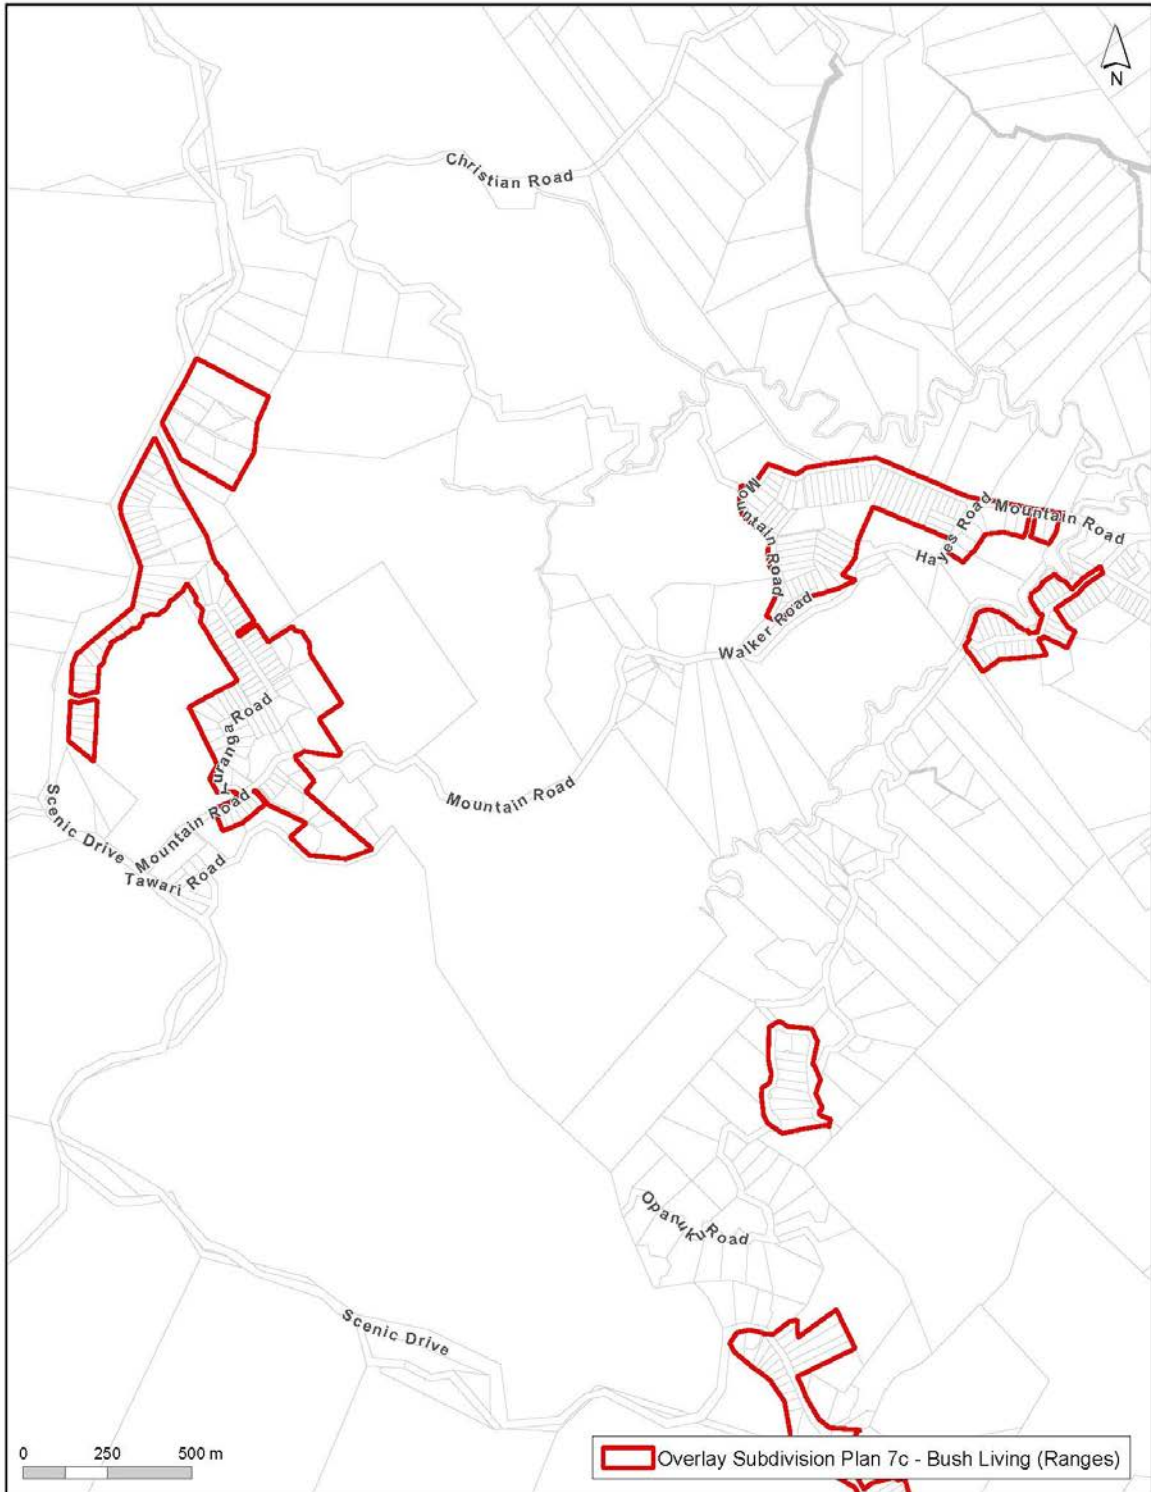 N
Christian Road
Mountain Road
Hayes Road
Mountain Road
Walker Road
Turanga Road
Mountain Road
Mountain Road
Scenic Drive
Tawari Road
Opanuku Road
Scenic Drive
0 250 500 m
Overlay Subdivision Plan 7c - Bush Living (Ranges)